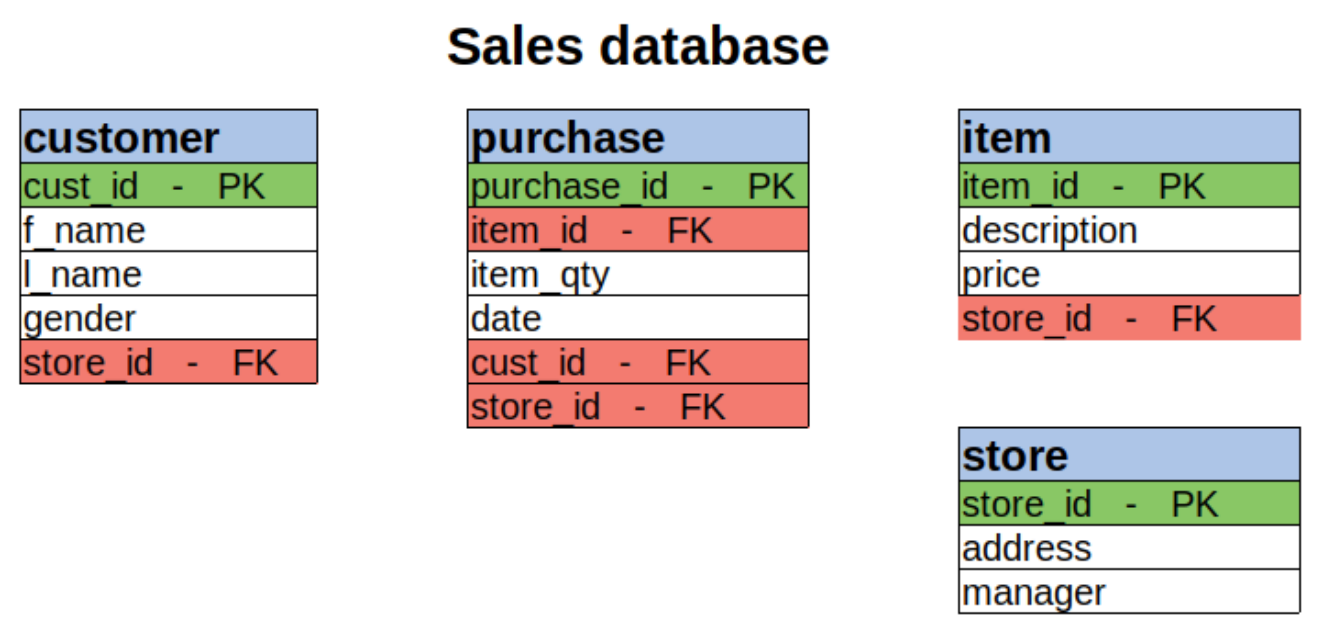 Sales database
customer
cust_id - PK
f_name
l_name
gender
store_id - FK
purchase
purchase_id - PK
item_id - FK
item_qty
date
cust_id - FK
store_id - FK
item
item_id - PK
description
price
store_id - FK
store
store_id - PK
address
manager